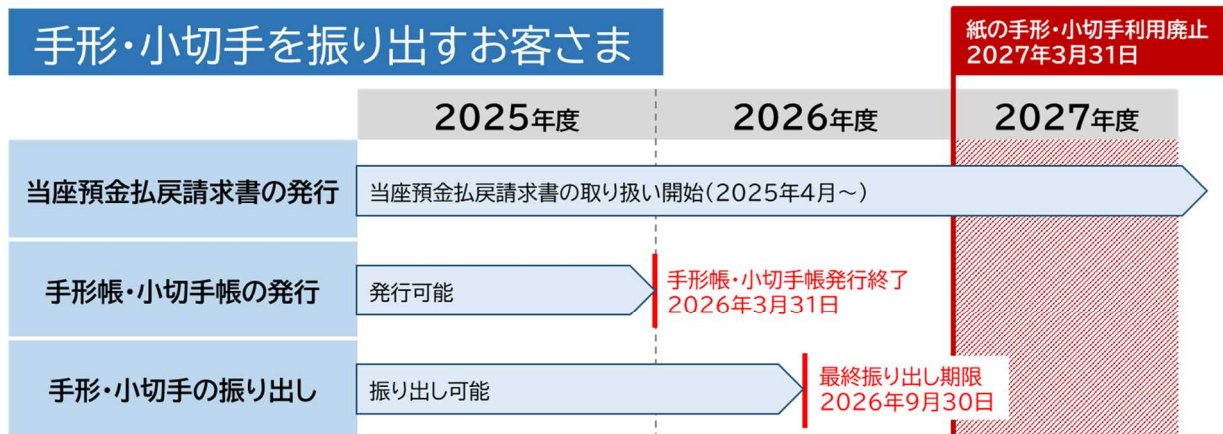 手形・小切手を振り出すお客さま
紙の手形・小切手利用廃止
2027年3月31日
2025年度
2026年度
2027年度
当座預金払戻請求書の発行
当座預金払戻請求書の取り扱い開始(2025年4月~)
手形帳・小切手帳の発行
発行可能
手形帳・小切手帳発行終了
2026年3月31日
手形・小切手の振り出し
振り出し可能
最終振り出し期限
2026年9月30日